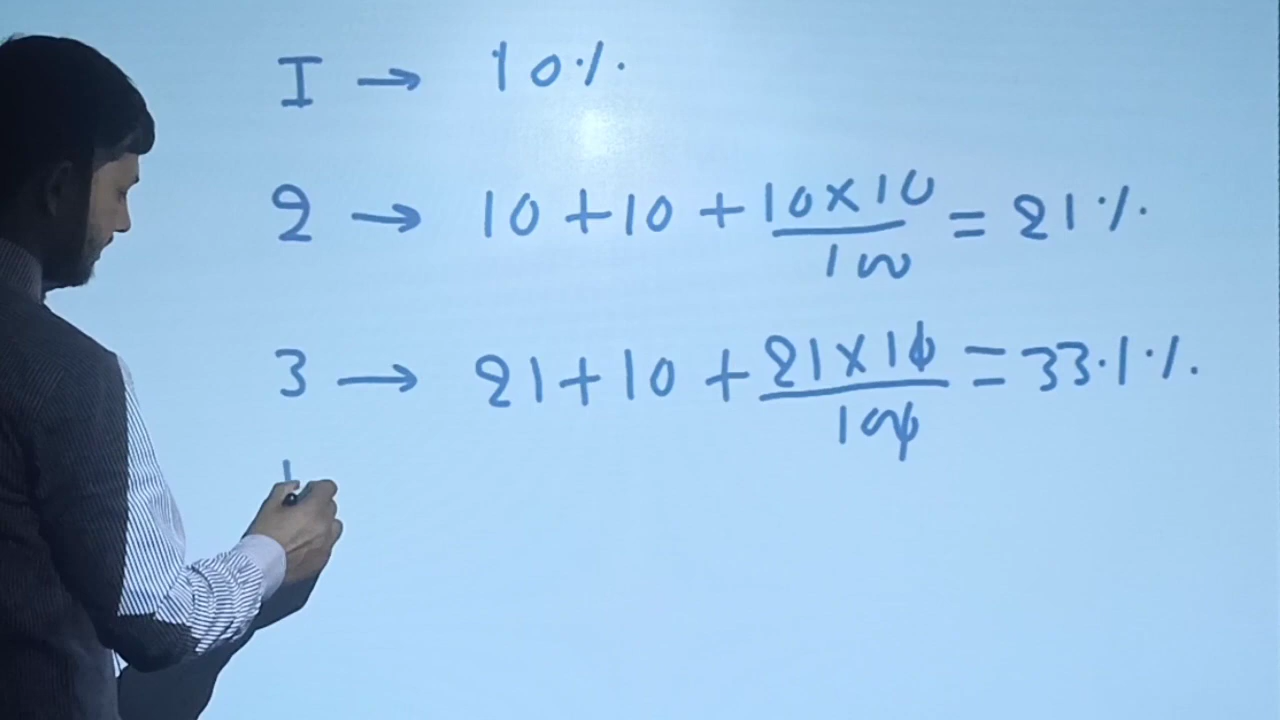 I → 10%
2 → 10 + 10 + 10×10/100 = 21%
3 → 21 + 10 + 21×10/100 = 33.1%